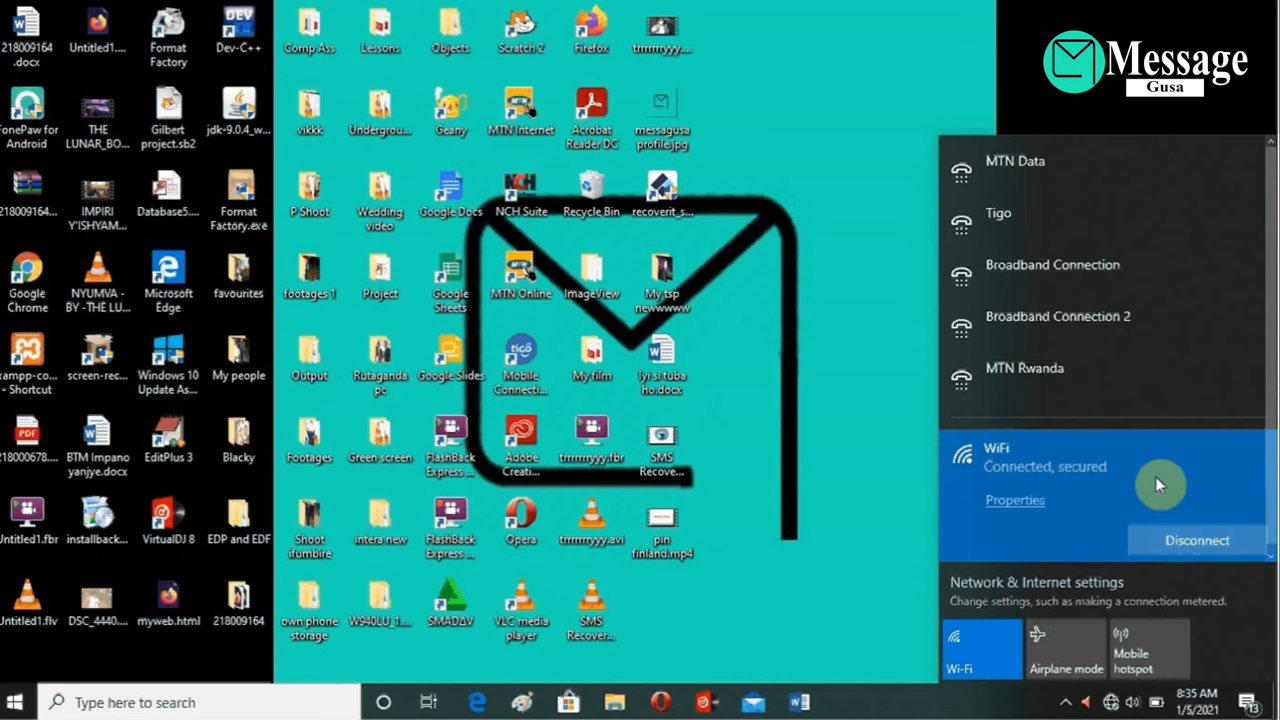 218009164
.docx
Untitled1....
Format
Factory
Dev-C++
Comp Ass
Lessons
Objects
Scratch 2
Firefox
trrrrrryyy....
Message
Gusa
FonePaw for
Android
THE
LUNAR_BO...
Gilbert
project.sb2
jdk-9.0.4_w...
vikkk
Undergrou...
Geany
MTN Internet
Acrobat
Reader DC
messagusa
profile.jpg
218009164...
IMPIRI
Y'ISHYAM...
Database5....
Format
Factory.exe
P Shoot
Wedding
video
Google Docs
NCH Suite
Recycle Bin
recoverit_s...
Google
Chrome
NYUMVA -
BY -THE LU...
Microsoft
Edge
favourites
footages 1
Project
Google
Sheets
MTN Online
ImageView
My tsp
newwwww
xampp-co...
- Shortcut
screen-rec...
Windows 10
Update As...
My people
Output
Rutaganda
pc
Google Slides
tiGO
Mobile
Connecti...
My film
Iyi si tuba
ho.docx
218000678....
BTM Impano
yanjye.docx
EditPlus 3
Blacky
Footages
Green screen
FlashBack
Express ...
Adobe
Creati...
trrrrrryyy.fbr
SMS
Recove...
Untitled1.fbr
installback...
VirtualDJ 8
EDP and EDF
Shoot
ifumbire
intera new
FlashBack
Express ...
Opera
trrrrrryyy.avi
pin
finland.mp4
Untitled1.flv
DSC_4440....
myweb.html
218009164
own phone
storage
W940LU_1....
SMADΔV
VLC media
player
SMS
Recover...
MTN Data
Tigo
Broadband Connection
Broadband Connection 2
MTN Rwanda
WiFi
Connected, secured
Properties
Disconnect
Network & Internet settings
Change settings, such as making a connection metered.
Wi-Fi
Airplane mode
Mobile
hotspot
Type here to search
8:35 AM
1/5/2021
13